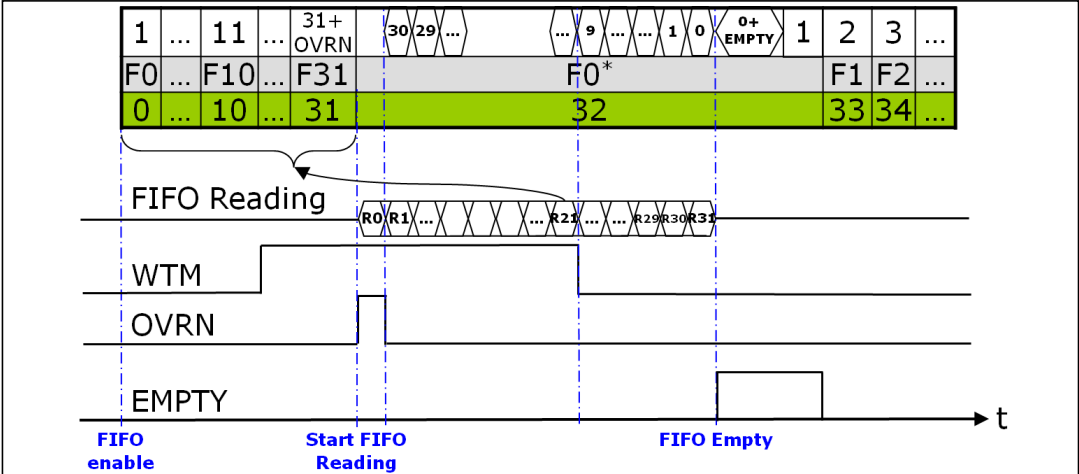 1 ... 11 ... 31+ OVRN 30 29 ... ... 9 ... ... 1 0 0+ EMPTY 1 2 3 ...
F0 ... F10 ... F31 F0* F1 F2 ...
0 ... 10 ... 31 32 33 34 ...
FIFO Reading
R0 R1 ... ... R21 ... ... R29 R30 R31
WTM
OVRN
EMPTY
t
FIFO
enable
Start FIFO
Reading
FIFO Empty